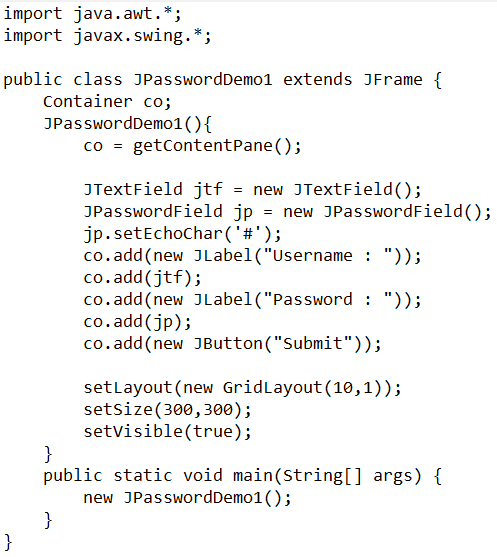 import java.awt.*;
import javax.swing.*;

public class JPasswordDemo1 extends JFrame {
    Container co;
    JPasswordDemo1(){
        co = getContentPane();

        JTextField jtf = new JTextField();
        JPasswordField jp = new JPasswordField();
        jp.setEchoChar('#');
        co.add(new JLabel("Username : "));
        co.add(jtf);
        co.add(new JLabel("Password : "));
        co.add(jp);
        co.add(new JButton("Submit"));

        setLayout(new GridLayout(10,1));
        setSize(300,300);
        setVisible(true);
    }
    public static void main(String[] args) {
        new JPasswordDemo1();
    }
}